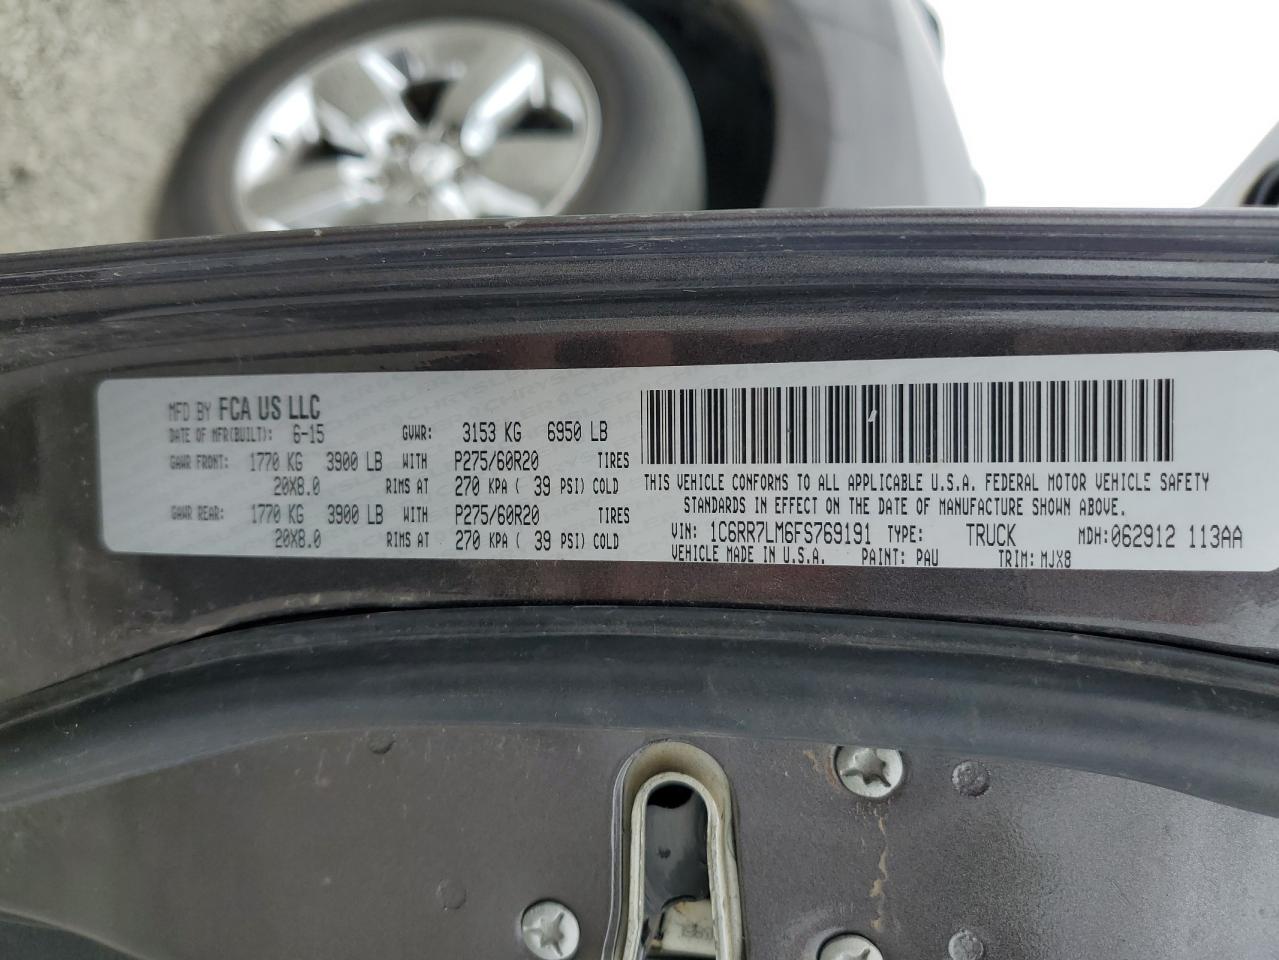 MFD BY FCA US LLC
DATE OF MFR(BUILT): 6-15 GVWR: 3153 KG 6950 LB
GAWR FRONT: 1770 KG 3900 LB WITH P275/60R20 TIRES
20X8.0 RIMS AT 270 KPA ( 39 PSI) COLD
GAWR REAR: 1770 KG 3900 LB WITH P275/60R20 TIRES
20X8.0 RIMS AT 270 KPA ( 39 PSI) COLD
THIS VEHICLE CONFORMS TO ALL APPLICABLE U.S.A. FEDERAL MOTOR VEHICLE SAFETY
STANDARDS IN EFFECT ON THE DATE OF MANUFACTURE SHOWN ABOVE.
VIN: 1C6RR7LM6FS769191 TYPE: TRUCK MDH:062912 113AA
VEHICLE MADE IN U.S.A. PAINT: PAU TRIM: MJX8